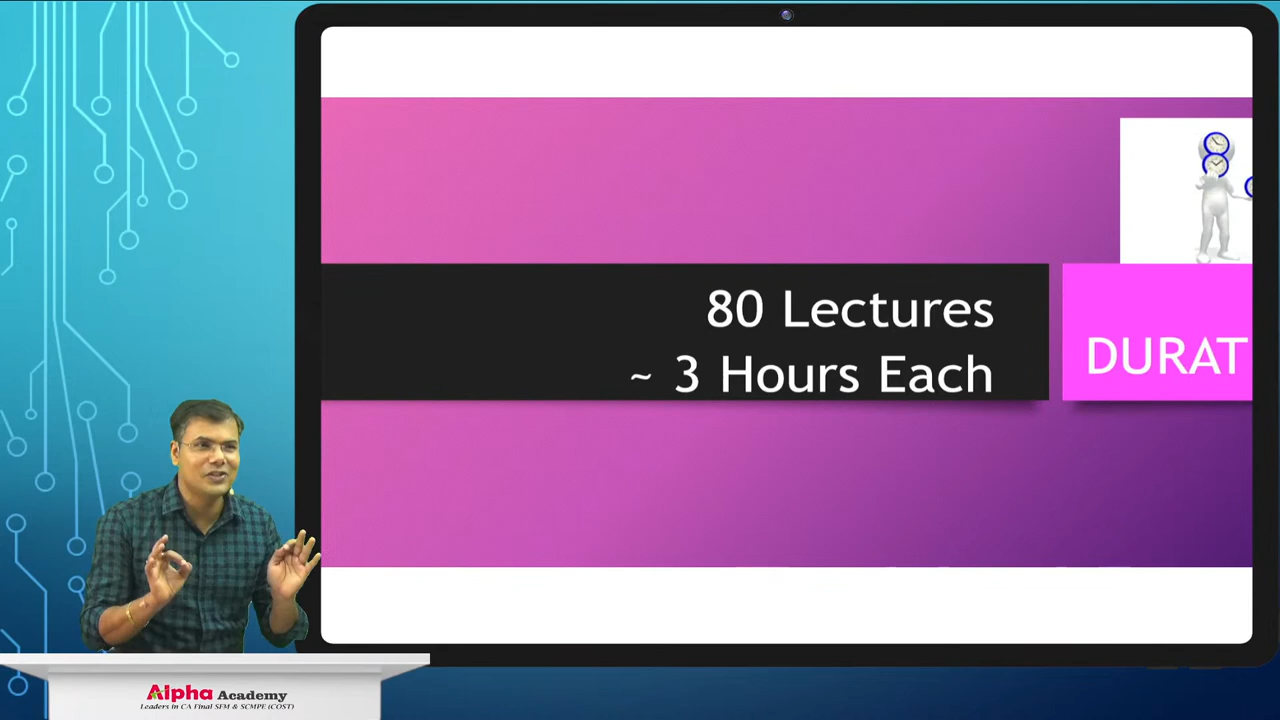 80 Lectures
~ 3 Hours Each
DURAT
Alpha Academy
Leaders in CA Final SFM & SCMPE (COST)